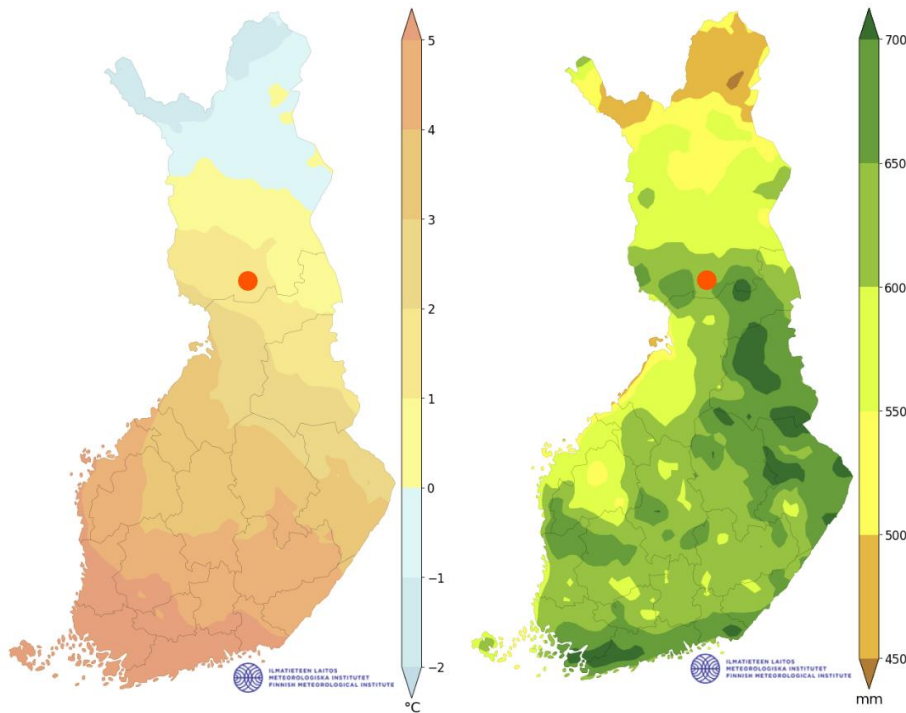 5
4
3
2
1
0
−1
−2
°C
ILMATIETEEN LAITOS
METEOROLOGISKA INSTITUTET
FINNISH METEOROLOGICAL INSTITUTE
700
650
600
550
500
450
mm
ILMATIETEEN LAITOS
METEOROLOGISKA INSTITUTET
FINNISH METEOROLOGICAL INSTITUTE